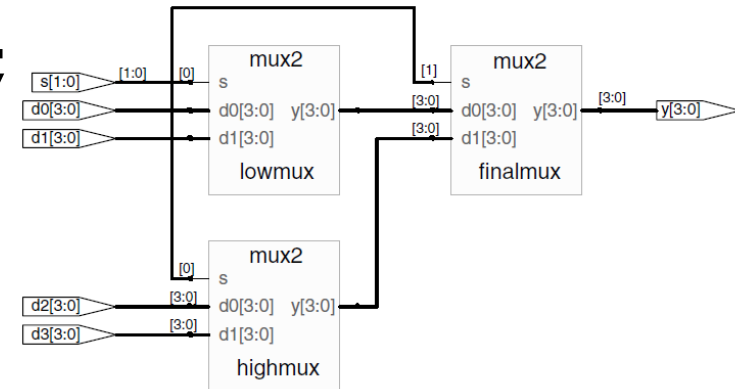 s[1:0]
[1:0]
[0]
d0[3:0]
d1[3:0]
mux2
s
d0[3:0] y[3:0]
d1[3:0]
lowmux
[1]
[3:0]
[3:0]
mux2
s
d0[3:0] y[3:0]
d1[3:0]
finalmux
[3:0]
y[3:0]
d2[3:0]
d3[3:0]
[0]
[3:0]
[3:0]
mux2
s
d0[3:0] y[3:0]
d1[3:0]
highmux